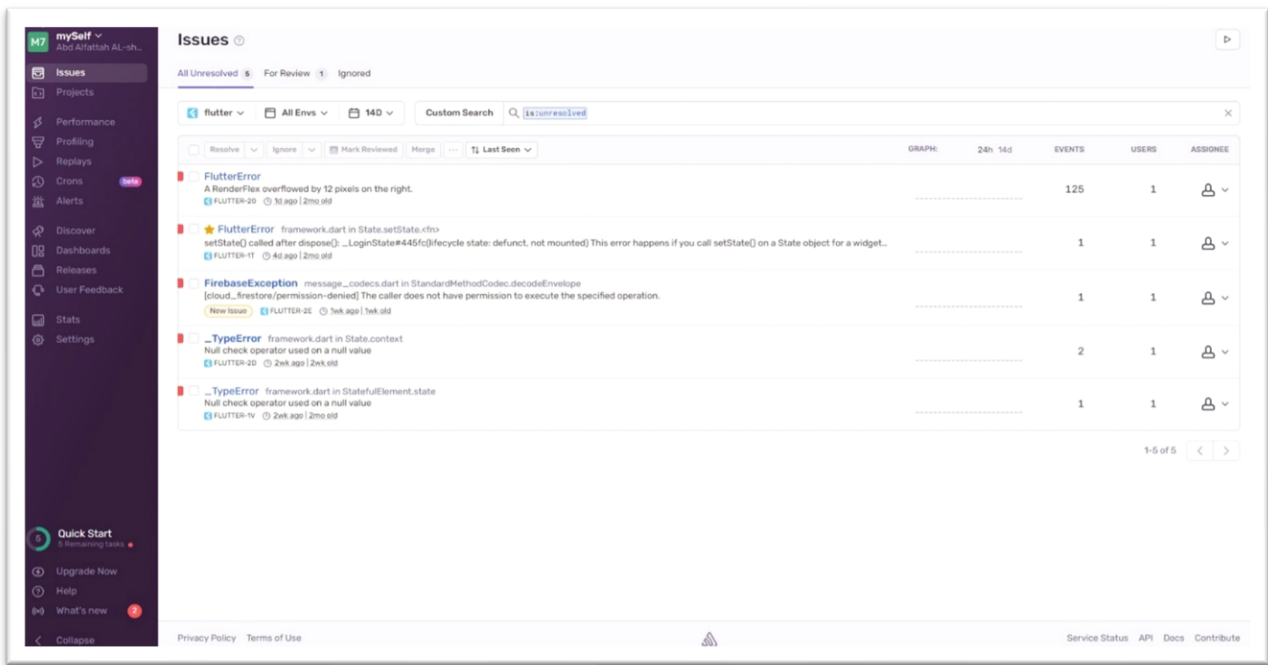 M7
mySelf
Abd Alfattah AL-sh...
Issues
Projects
Performance
Profiling
Replays
Crons beta
Alerts
Discover
Dashboards
Releases
User Feedback
Stats
Settings
5
Quick Start
5 Remaining tasks
Upgrade Now
Help
What's new 2
Collapse
Issues
All Unresolved 5 For Review 1 Ignored
flutter All Envs 14D Custom Search is:unresolved
Resolve Ignore Mark Reviewed Merge ... Last Seen GRAPH: 24h 14d EVENTS USERS ASSIGNEE
FlutterError
A RenderFlex overflowed by 12 pixels on the right. 125 1
FLUTTER-20 1d ago | 2mo old
FlutterError framework.dart in State.setState.<fn>
setState() called after dispose(): _LoginState#445fc(lifecycle state: defunct, not mounted) This error happens if you call setState() on a State object for a widget... 1 1
FLUTTER-1T 4d ago | 2mo old
FirebaseException message_codecs.dart in StandardMethodCodec.decodeEnvelope
[cloud_firestore/permission-denied] The caller does not have permission to execute the specified operation. 1 1
New Issue FLUTTER-2E 1wk ago | 1wk old
_TypeError framework.dart in State.context
Null check operator used on a null value 2 1
FLUTTER-2D 2wk ago | 2wk old
_TypeError framework.dart in StatefulElement.state
Null check operator used on a null value 1 1
FLUTTER-1V 2wk ago | 2mo old
1-5 of 5
Privacy Policy Terms of Use Service Status API Docs Contribute